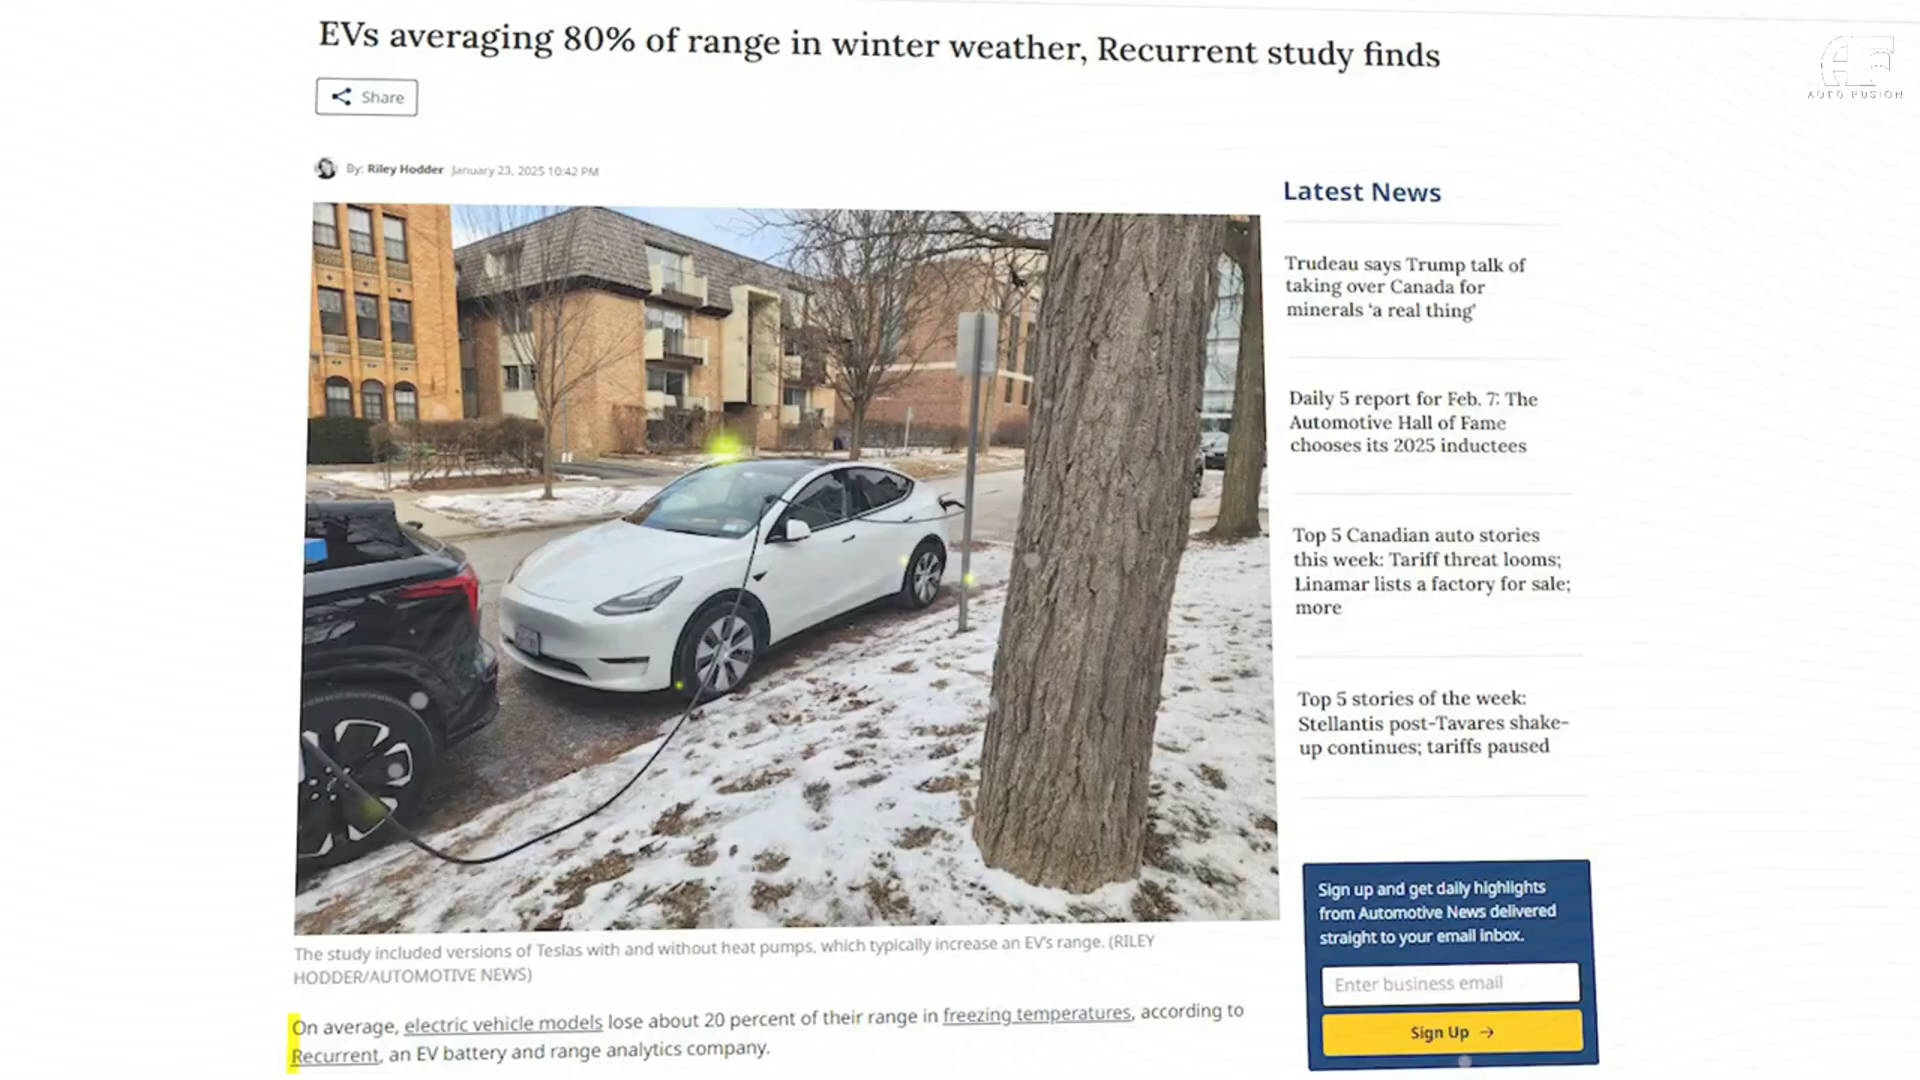 EVs averaging 80% of range in winter weather, Recurrent study finds
Share
By: Riley Hodder January 23, 2025 10:42 PM
The study included versions of Teslas with and without heat pumps, which typically increase an EV's range. (RILEY
HODDER/AUTOMOTIVE NEWS)
On average, electric vehicle models lose about 20 percent of their range in freezing temperatures, according to
Recurrent, an EV battery and range analytics company.
Latest News
Trudeau says Trump talk of
taking over Canada for
minerals ‘a real thing’
Daily 5 report for Feb. 7: The
Automotive Hall of Fame
chooses its 2025 inductees
Top 5 Canadian auto stories
this week: Tariff threat looms;
Linamar lists a factory for sale;
more
Top 5 stories of the week:
Stellantis post-Tavares shake-
up continues; tariffs paused
Sign up and get daily highlights
from Automotive News delivered
straight to your email inbox.
Enter business email
Sign Up →
AUTO FUSION